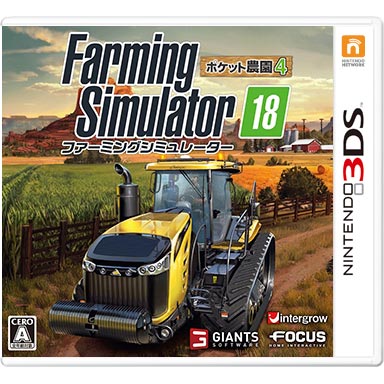 Farming
ポケット農園4
Simulator 18
ファーミングシミュレーター
NINTENDO NETWORK
NINTENDO 3DS
CERO
A
intergrow
GIANTS
SOFTWARE
FOCUS
HOME INTERACTIVE